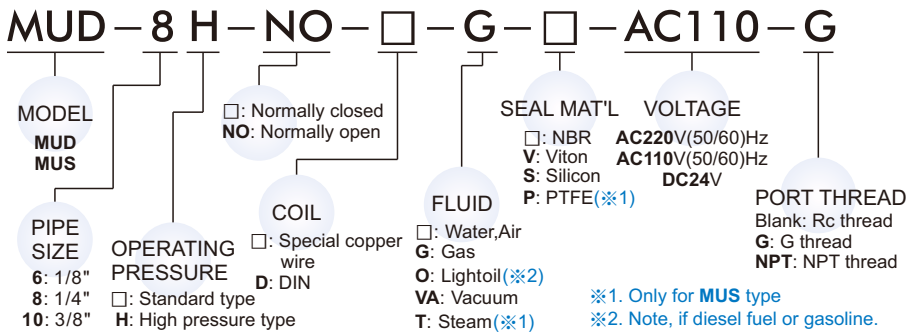 MUD－8 H－NO－□－G－□－AC110－G
MODEL
MUD
MUS
PIPE
SIZE
6: 1/8"
8: 1/4"
10: 3/8"
OPERATING
PRESSURE
□: Standard type
H: High pressure type
□: Normally closed
NO: Normally open
COIL
□: Special copper
wire
D: DIN
FLUID
□: Water,Air
G: Gas
O: Lightoil(※2)
VA: Vacuum
T: Steam(※1)
SEAL MAT'L
□: NBR
V: Viton
S: Silicon
P: PTFE(※1)
VOLTAGE
AC220V(50/60)Hz
AC110V(50/60)Hz
DC24V
PORT THREAD
Blank: Rc thread
G: G thread
NPT: NPT thread
※1. Only for MUS type
※2. Note, if diesel fuel or gasoline.